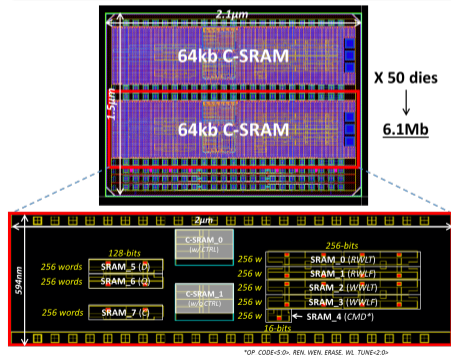 2.1μm
64kb C-SRAM
1.5μm
64kb C-SRAM
X 50 dies
6.1Mb
2μm
594nm
128-bits
256 words
SRAM_5 (D)
256 words
SRAM_6 (Q)
256 words
SRAM_7 (C)
C-SRAM_0
(w/ CTRL)
C-SRAM_1
256-bits
256 w
SRAM_0 (RWLT)
256 w
SRAM_1 (RWLF)
256 w
SRAM_2 (WWLT)
256 w
SRAM_3 (WWLF)
256 w
SRAM_4 (CMD*)
16-bits
*OP_CODE<5:0>, REN, WEN, ERASE, WL_TUNE<2:0>